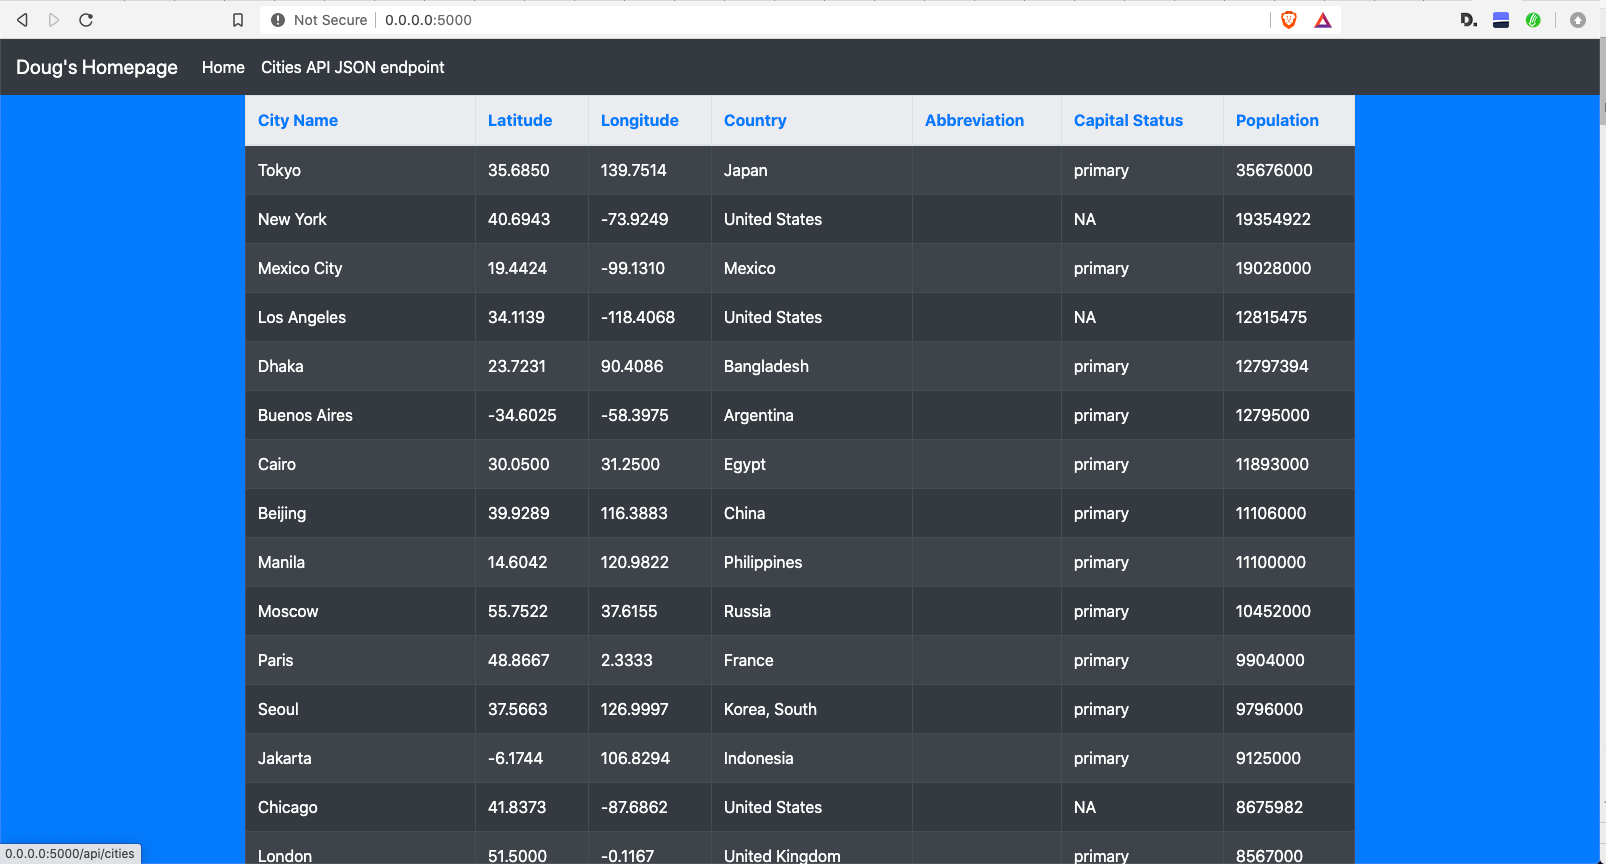 Not Secure 0.0.0.0:5000 D.
Doug's Homepage Home Cities API JSON endpoint
City Name Latitude Longitude Country Abbreviation Capital Status Population
Tokyo 35.6850 139.7514 Japan primary 35676000
New York 40.6943 -73.9249 United States NA 19354922
Mexico City 19.4424 -99.1310 Mexico primary 19028000
Los Angeles 34.1139 -118.4068 United States NA 12815475
Dhaka 23.7231 90.4086 Bangladesh primary 12797394
Buenos Aires -34.6025 -58.3975 Argentina primary 12795000
Cairo 30.0500 31.2500 Egypt primary 11893000
Beijing 39.9289 116.3883 China primary 11106000
Manila 14.6042 120.9822 Philippines primary 11100000
Moscow 55.7522 37.6155 Russia primary 10452000
Paris 48.8667 2.3333 France primary 9904000
Seoul 37.5663 126.9997 Korea, South primary 9796000
Jakarta -6.1744 106.8294 Indonesia primary 9125000
Chicago 41.8373 -87.6862 United States NA 8675982
London 51.5000 -0.1167 United Kingdom primary 8567000
0.0.0.0:5000/api/cities